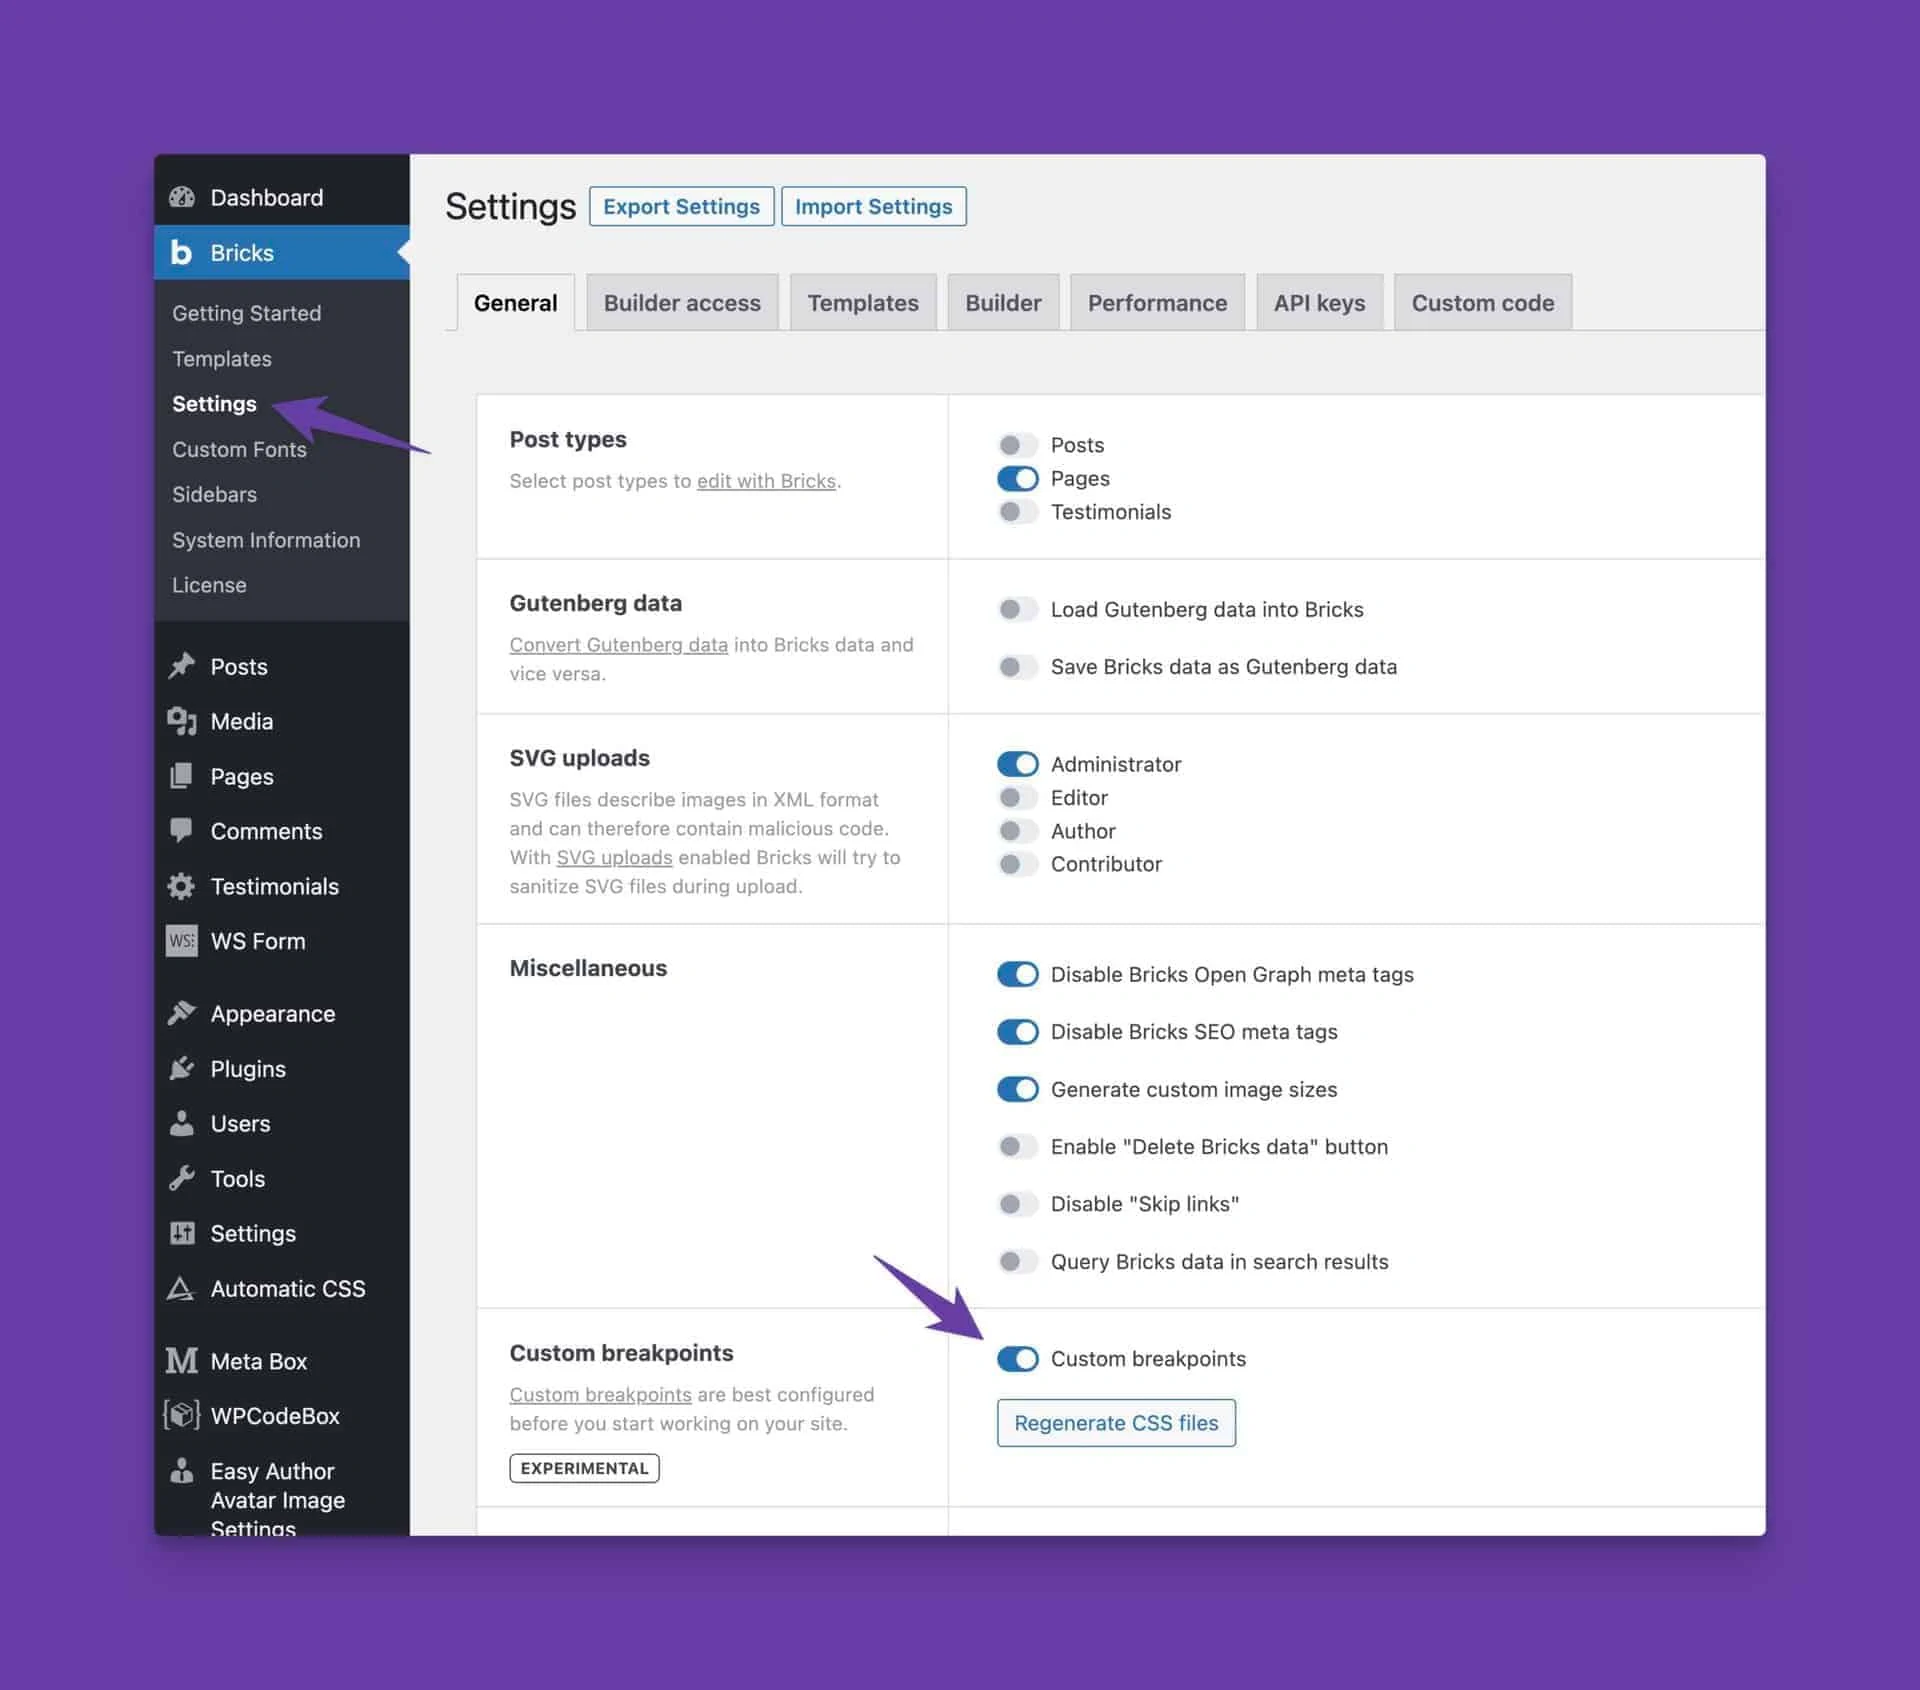 Dashboard
b Bricks
Getting Started
Templates
Settings
Custom Fonts
Sidebars
System Information
License
Posts
Media
Pages
Comments
Testimonials
WS Form
Appearance
Plugins
Users
Tools
Settings
Automatic CSS
Meta Box
WPCodeBox
Easy Author
Avatar Image
Settings
Settings Export Settings Import Settings
General Builder access Templates Builder Performance API keys Custom code
Post types
Select post types to edit with Bricks.
Posts
Pages
Testimonials
Gutenberg data
Convert Gutenberg data into Bricks data and
vice versa.
Load Gutenberg data into Bricks
Save Bricks data as Gutenberg data
SVG uploads
SVG files describe images in XML format
and can therefore contain malicious code.
With SVG uploads enabled Bricks will try to
sanitize SVG files during upload.
Administrator
Editor
Author
Contributor
Miscellaneous
Disable Bricks Open Graph meta tags
Disable Bricks SEO meta tags
Generate custom image sizes
Enable "Delete Bricks data" button
Disable "Skip links"
Query Bricks data in search results
Custom breakpoints
Custom breakpoints are best configured
before you start working on your site.
EXPERIMENTAL
Custom breakpoints
Regenerate CSS files